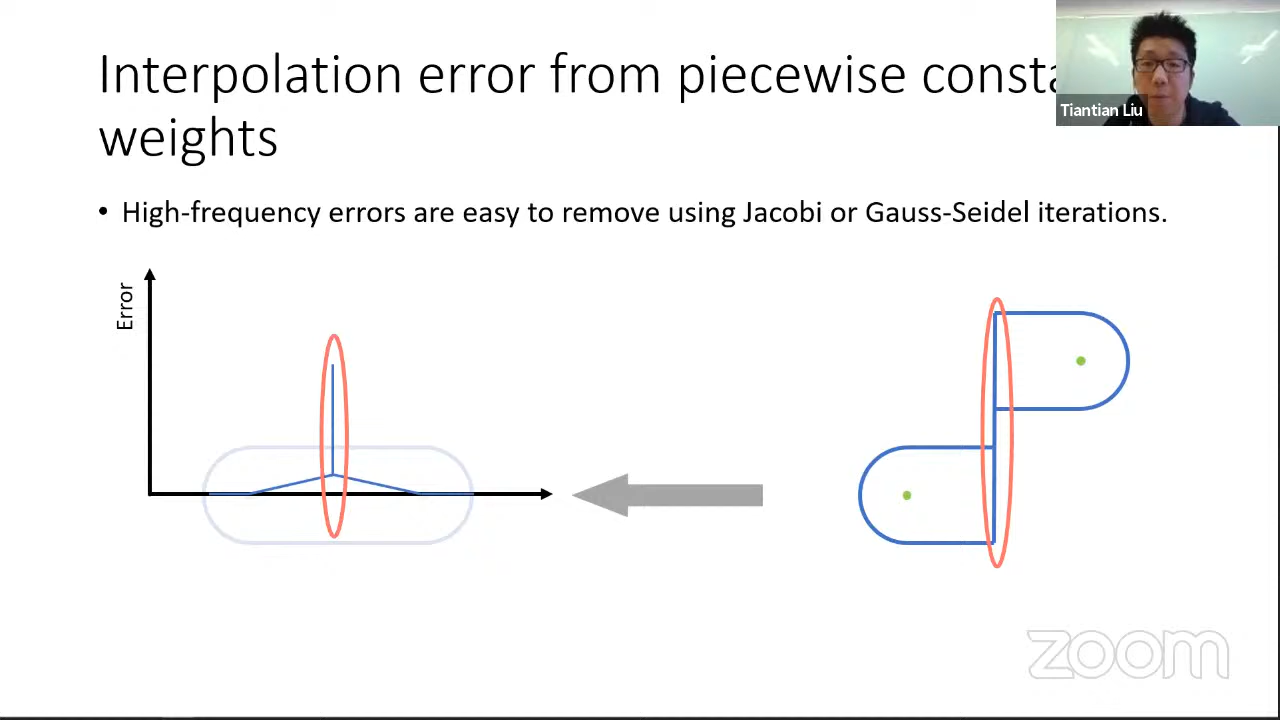 Interpolation error from piecewise
weights
Tiantian Liu
• High-frequency errors are easy to remove using Jacobi or Gauss-Seidel iterations.
Error
zoom